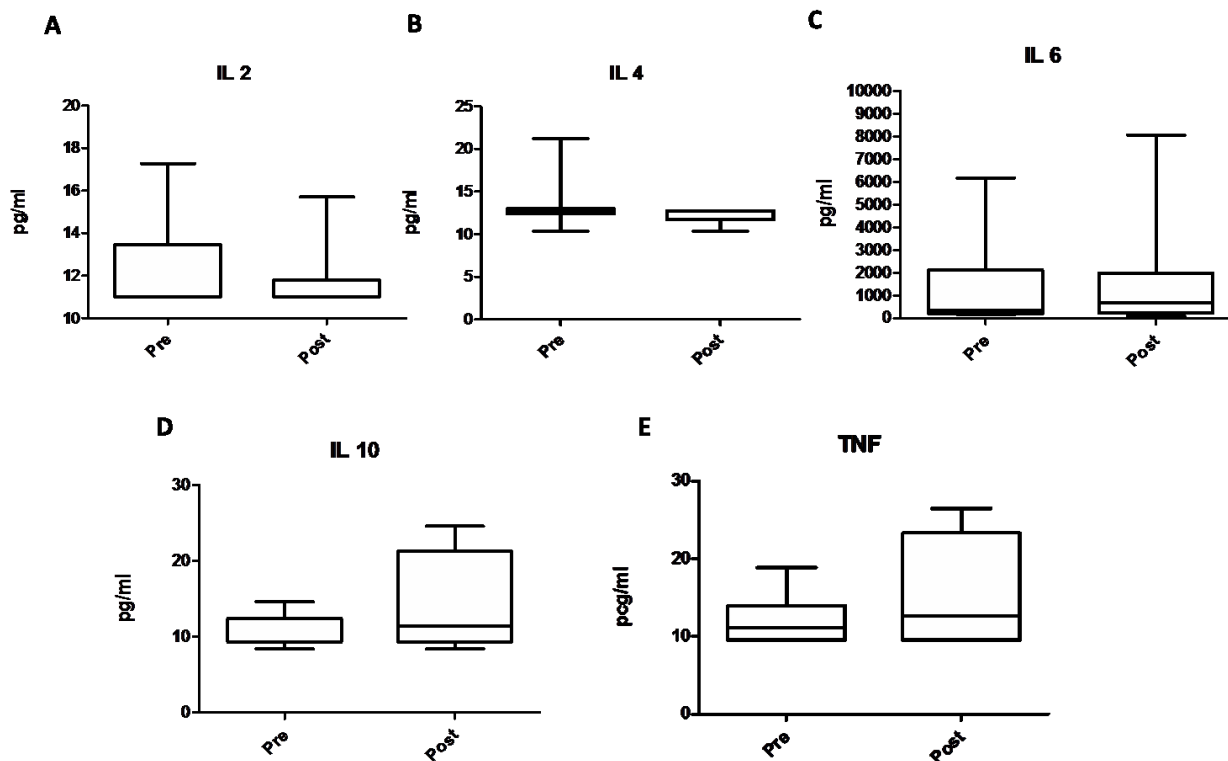 A
IL 2
20
18
16
14
12
10
pg/ml
Pre
Post
B
IL 4
25
20
15
10
5
0
pg/ml
Pre
Post
C
IL 6
10000
9000
8000
7000
6000
5000
4000
3000
2000
1000
0
pg/ml
Pre
Post
D
IL 10
30
20
10
0
pg/ml
Pre
Post
E
TNF
30
20
10
0
pcg/ml
Pre
Post